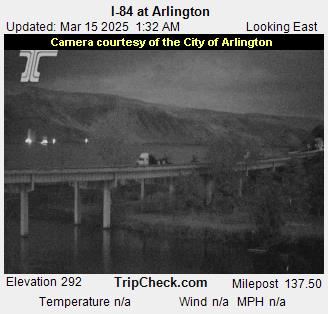 I-84 at Arlington
Updated: Mar 15 2025 1:32 AM Looking East
Camera courtesy of the City of Arlington
Elevation 292 TripCheck.com Milepost 137.50
Temperature n/a Wind n/a MPH n/a